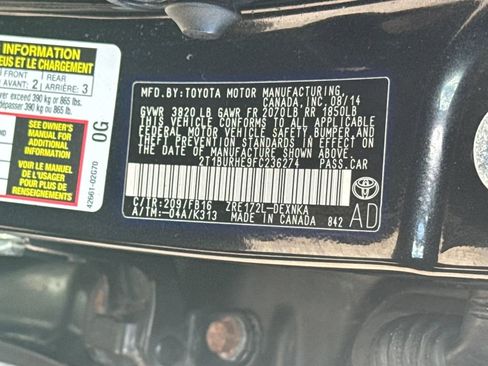 INFORMATION
EUS ET LE CHARGEMENT
FRONT
AVANT: 2
REAR
ARRIÈRE: 3
exceed 390 kg or 865 lbs.
dépasser 390 kg ou 865 lb.
SEE OWNER'S
MANUAL FOR
ADDITIONAL
INFORMATION
VOIR LE MANUEL
DE L'USAGER
POUR PLUS DE
RENSEIGNEMENTS
42661-02G70
0G
MFD.BY:TOYOTA MOTOR MANUFACTURING
CANADA, INC. 08/14
GVWR 3820LB GAWR FR 2070LB RR 1850LB
THIS VEHICLE CONFORMS TO ALL APPLICABLE
FEDERAL MOTOR VEHICLE SAFETY, BUMPER, AND
THEFT PREVENTION STANDARDS IN EFFECT ON
THE DATE OF MANUFACTURE SHOWN ABOVE.
2T1BURHE9FC236274 PASS.CAR
C/TR:209/FB16 ZRE172L-DEXNKA
A/TM:-04A/K313 MADE IN CANADA 842
TOYOTA
AD